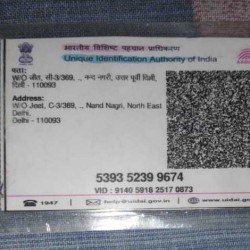 भारतीय विशिष्ट पहचान प्राधिकरण
Unique Identification Authority of India
पता:
W/O जीत, सी-3/369, ., नन्द नगरी, उत्तर पूर्वी दिल्ली,
दिल्ली - 110093
Address:
W/O Jeet, C-3/369, ., Nand Nagri, North East
Delhi,
Delhi - 110093
5393 5239 9674
VID : 9140 5918 2517 0873
1947
help@uidai.gov.in
www.uidai.gov.in